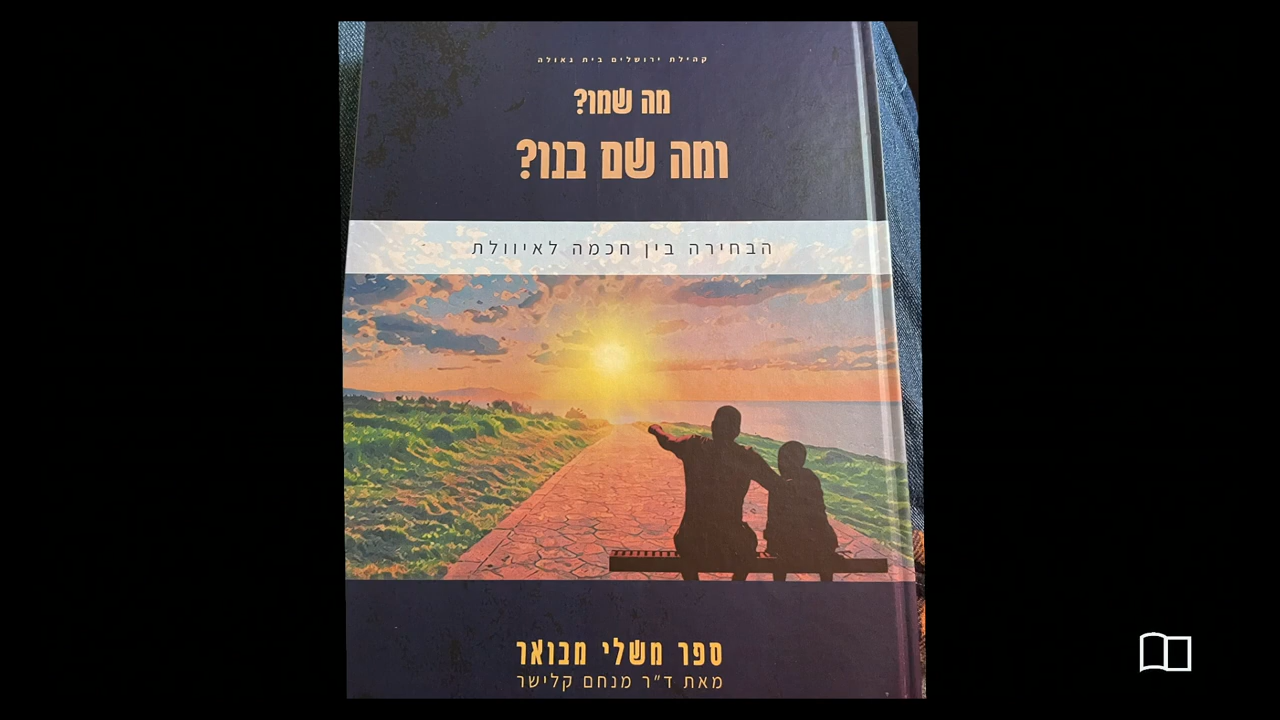 קהילת ירושלים בית גאולה
מה שמו?
ומה שם בנו?
הבחירה בין חכמה לאיוולת
ספר משלי מבואר
מאת ד"ר מנחם קלישר